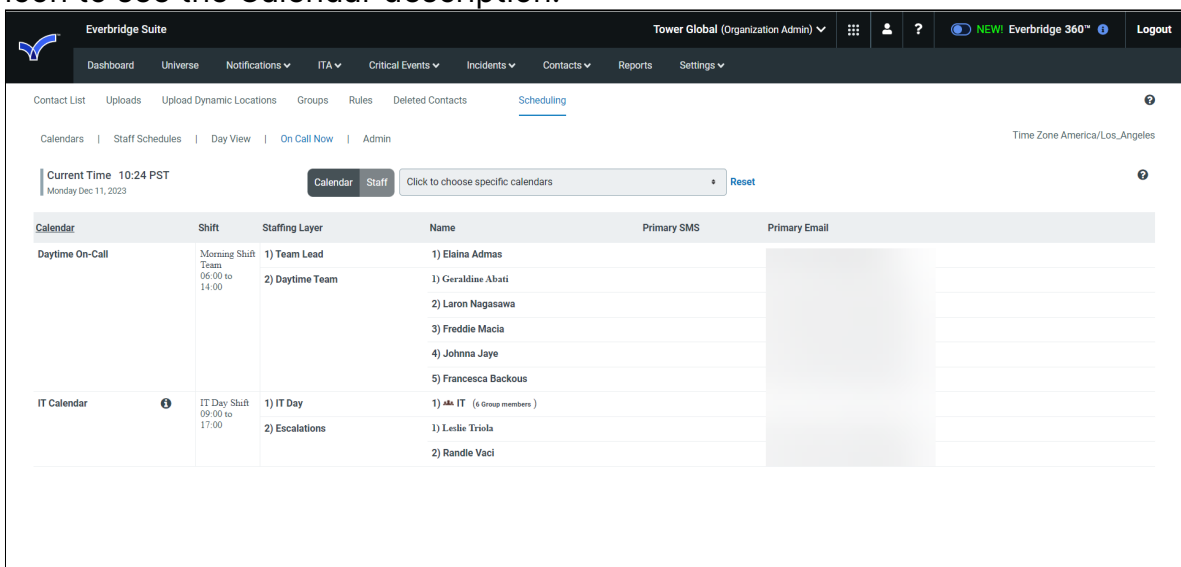 icon to see the Calendar description.
Everbridge Suite
Tower Global (Organization Admin)
?
NEW! Everbridge 360™
Logout
Dashboard Universe Notifications ITA Critical Events Incidents Contacts Reports Settings
Contact List Uploads Upload Dynamic Locations Groups Rules Deleted Contacts Scheduling
Calendars | Staff Schedules | Day View | On Call Now | Admin
Time Zone America/Los_Angeles
Current Time 10:24 PST
Monday Dec 11, 2023
Calendar Staff Click to choose specific calendars Reset
Calendar Shift Staffing Layer Name Primary SMS Primary Email
Daytime On-Call Morning Shift 1) Team Lead 1) Elaina Admas
Team
06:00 to 2) Daytime Team 1) Geraldine Abati
14:00
2) Laron Nagasawa
3) Freddie Macia
4) Johnna Jaye
5) Francesca Backous
IT Calendar IT Day Shift 1) IT Day 1) IT (6 Group members )
09:00 to
17:00 2) Escalations 1) Leslie Triola
2) Randle Vaci